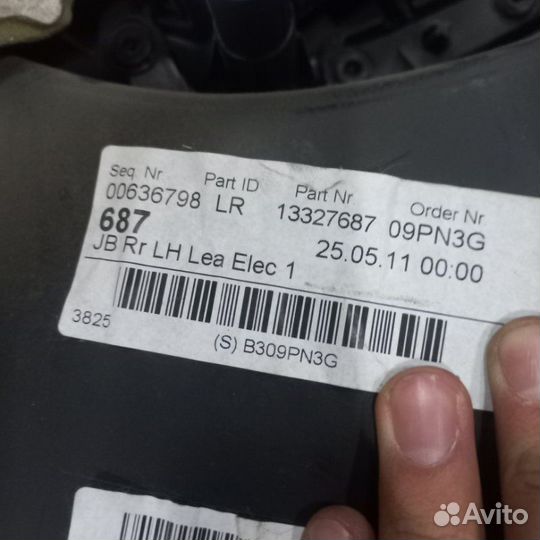 Seq. Nr Part ID Part Nr Order Nr
00636798 LR 13327687 09PN3G
687 25.05.11 00:00
JB Rr LH Lea Elec 1
3825
(S) B309PN3G
Avito